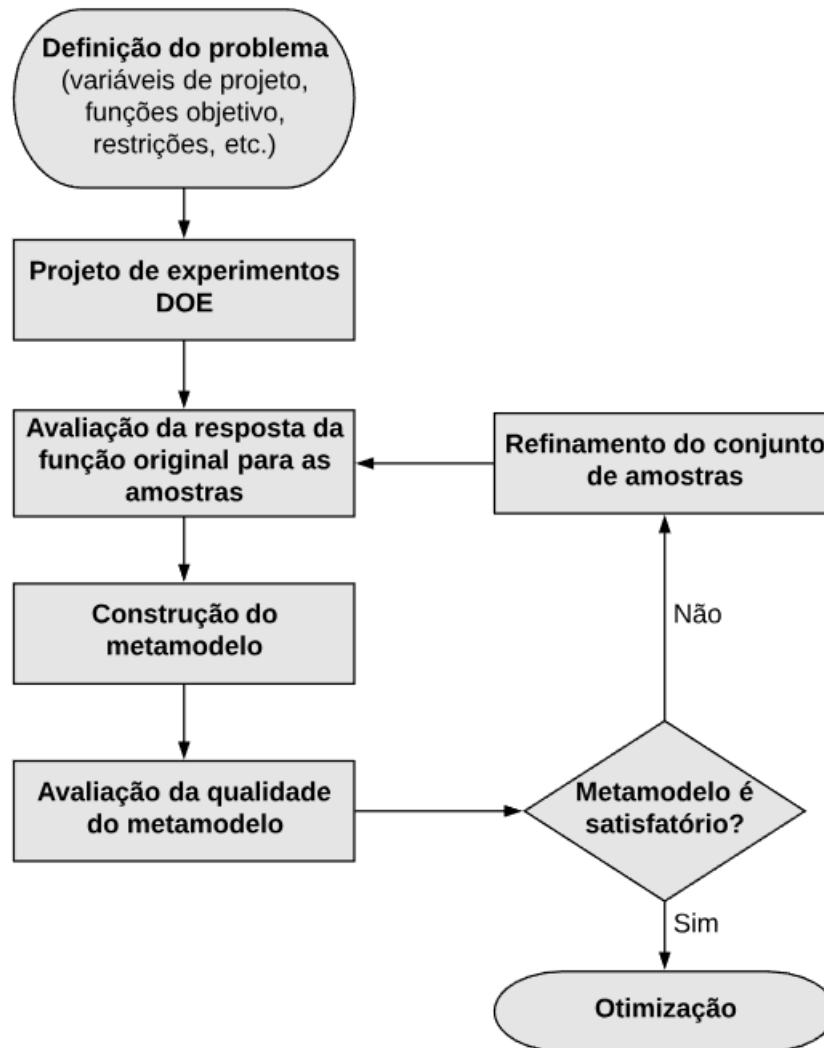 Definição do problema
(variáveis de projeto,
funções objetivo,
restrições, etc.)
Projeto de experimentos
DOE
Avaliação da resposta da
função original para as
amostras
Refinamento do conjunto
de amostras
Construção do
metamodelo
Não
Avaliação da qualidade
do metamodelo
Metamodelo é
satisfatório?
Sim
Otimização